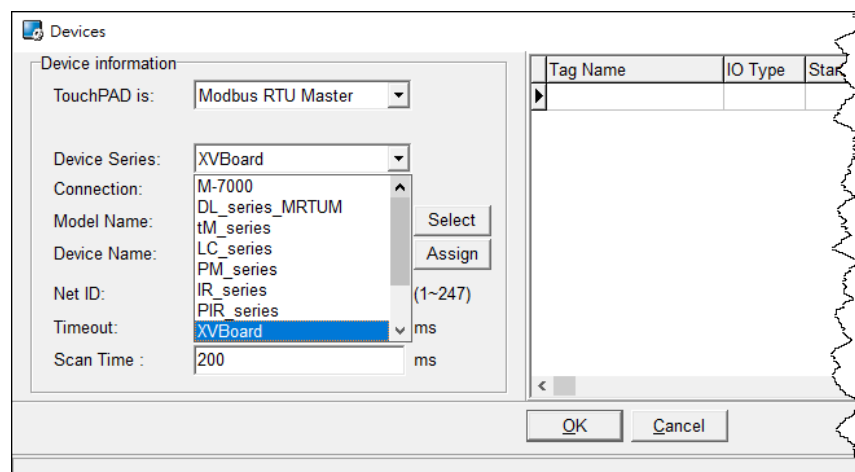 Devices
Device information
TouchPAD is: Modbus RTU Master
Device Series: XVBoard
Connection:
Model Name: Select
Device Name: Assign
Net ID: (1~247)
Timeout: ms
Scan Time : 200 ms
M-7000
DL_series_MRTUM
tM_series
LC_series
PM_series
IR_series
PIR_series
XVBoard
Tag Name IO Type
OK Cancel